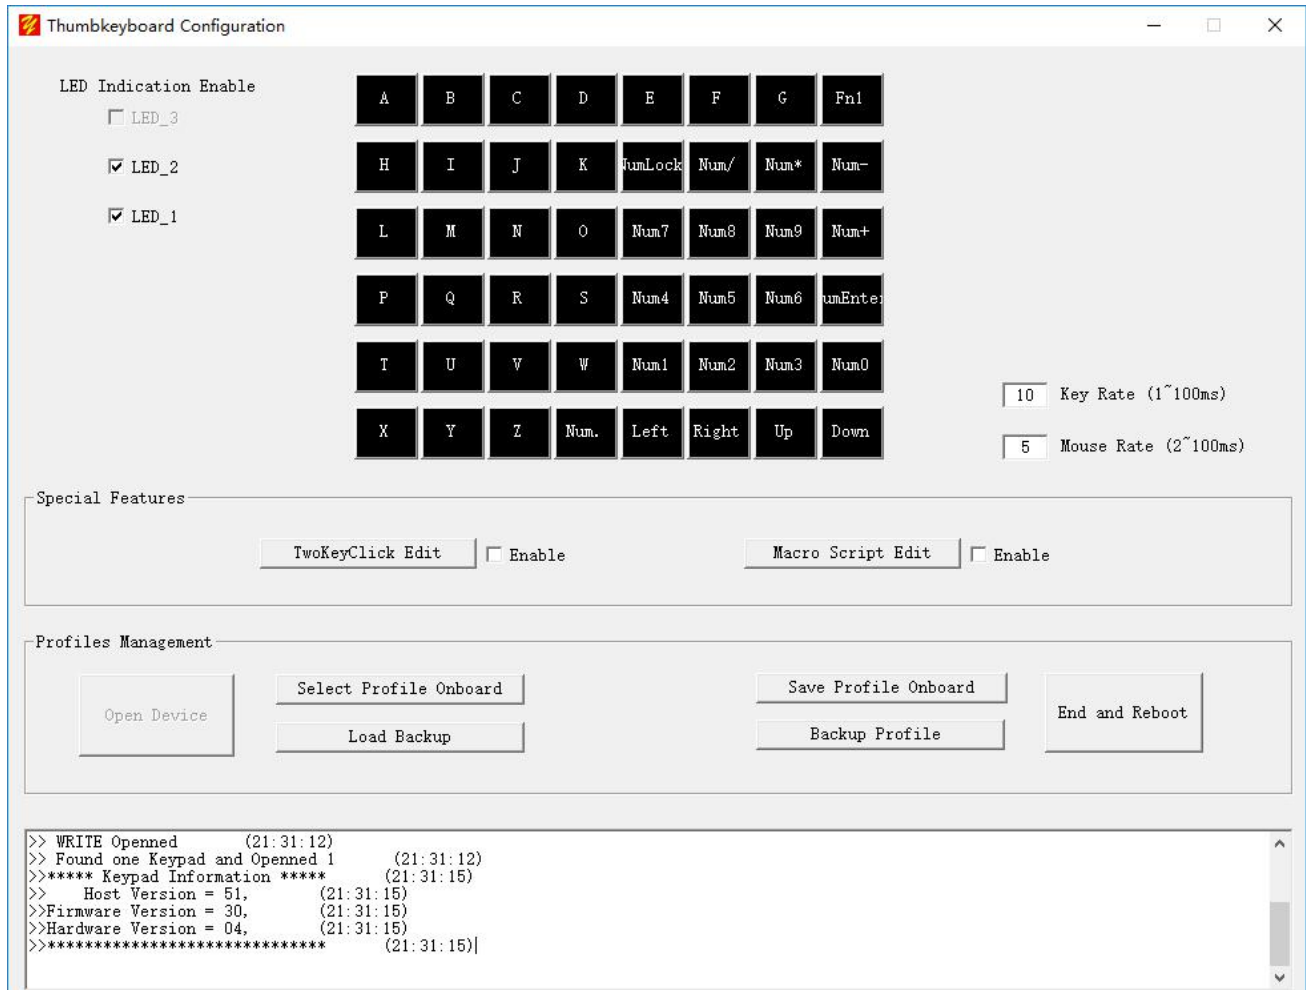 Thumbkeyboard Configuration
LED Indication Enable
LED_3
LED_2
LED_1
A B C D E F G Fn1
H I J K NumLock Num/ Num* Num-
L M N O Num7 Num8 Num9 Num+
P Q R S Num4 Num5 Num6 umEnter
T U V W Num1 Num2 Num3 Num0
X Y Z Num. Left Right Up Down
10 Key Rate (1~100ms)
5 Mouse Rate (2~100ms)
Special Features
TwoKeyClick Edit Enable Macro Script Edit Enable
Profiles Management
Open Device
Select Profile Onboard
Load Backup
Save Profile Onboard
Backup Profile
End and Reboot
>> WRITE Openned (21:31:12)
>> Found one Keypad and Openned 1 (21:31:12)
>>***** Keypad Information ***** (21:31:15)
>> Host Version = 51, (21:31:15)
>>Firmware Version = 30, (21:31:15)
>>Hardware Version = 04, (21:31:15)
>>****************************** (21:31:15)